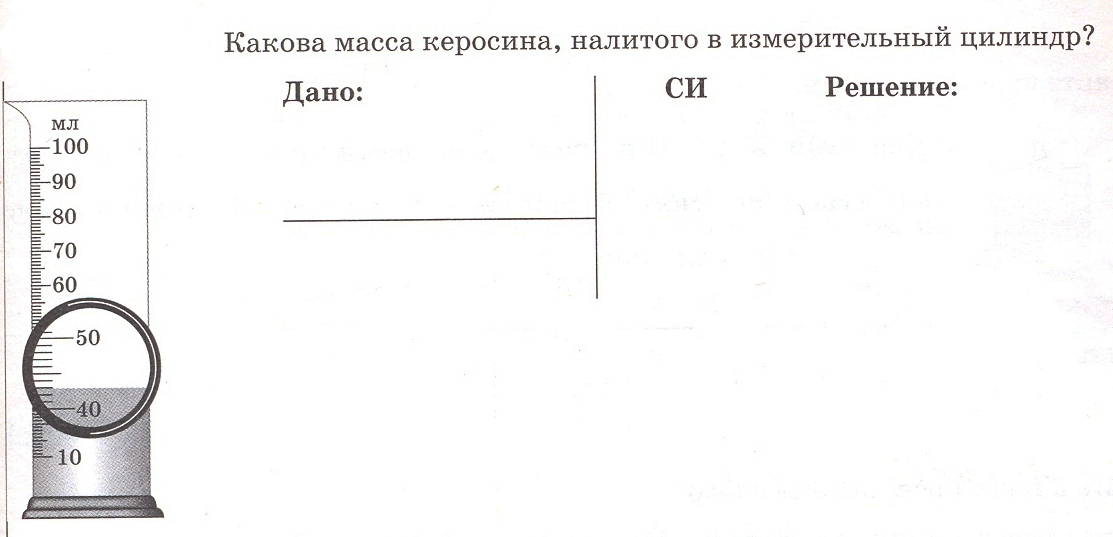 Какова масса керосина, налитого в измерительный цилиндр?
Дано:
СИ
Решение:
мл
100
90
80
70
60
50
40
10